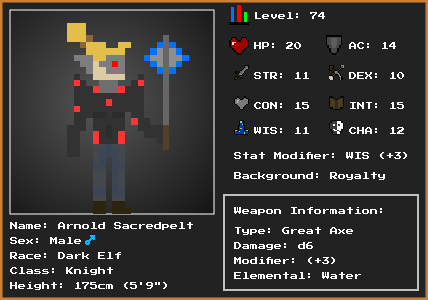 Level: 74
HP: 20 AC: 14
STR: 11 DEX: 10
CON: 15 INT: 15
WIS: 11 CHA: 12
Stat Modifier: WIS (+3)
Background: Royalty
Name: Arnold Sacredpelt
Sex: Male♂
Race: Dark Elf
Class: Knight
Height: 175cm (5'9")
Weapon Information:
Type: Great Axe
Damage: d6
Modifier: (+3)
Elemental: Water